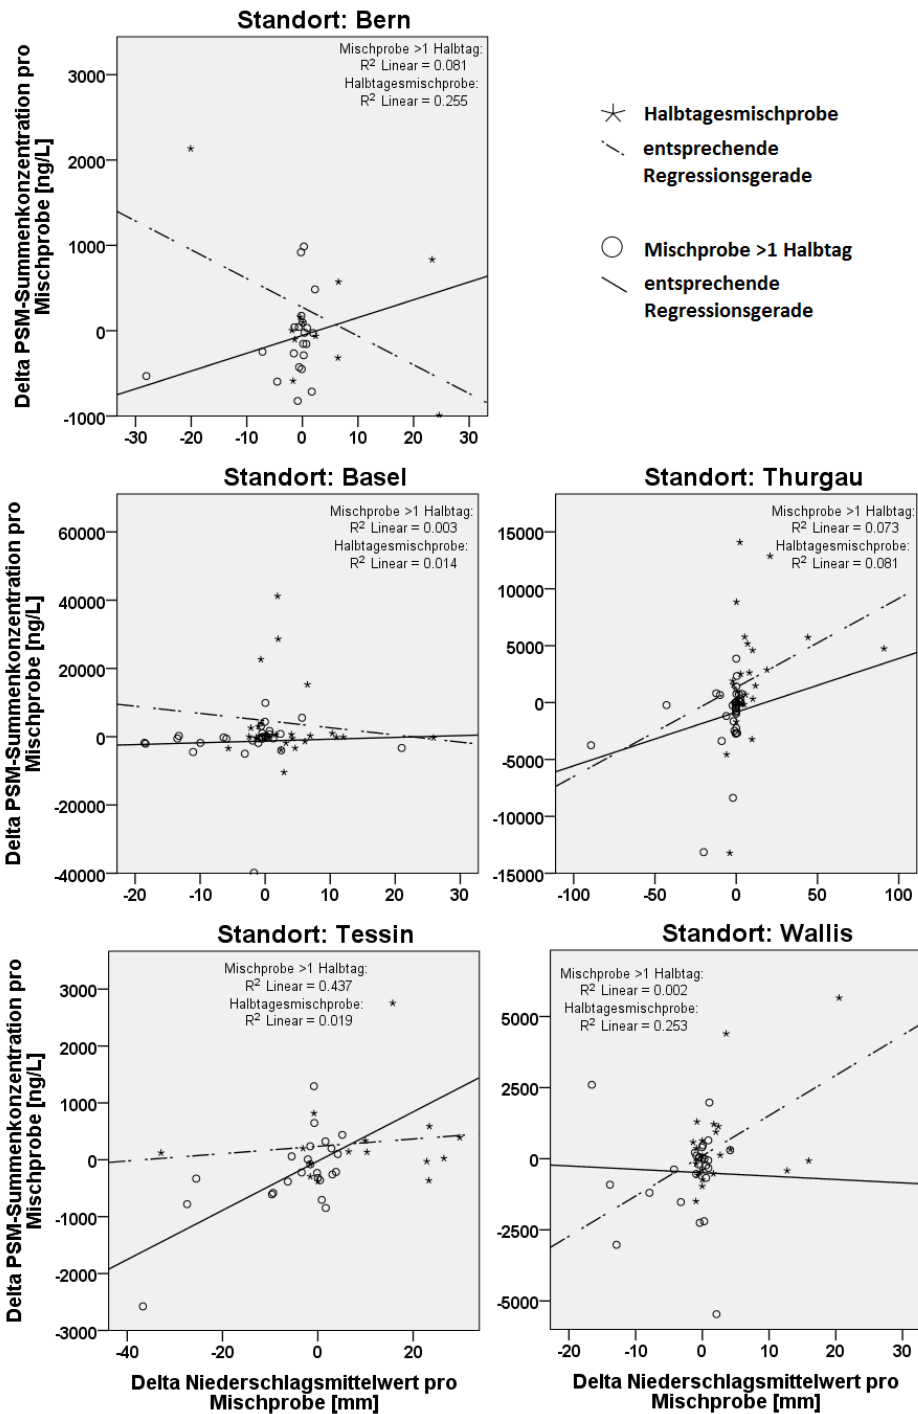 Standort: Bern
Delta PSM-Summenkonzentration pro
Mischprobe [ng/L]
3000
2000
1000
0
-1000
Mischprobe >1 Halbtag:
R² Linear = 0.081
Halbtagesmischprobe:
R² Linear = 0.255
-30
-20
-10
0
10
20
30
Halbtagesmischprobe
entsprechende
Regressionsgerade
Mischprobe >1 Halbtag
entsprechende
Regressionsgerade
Standort: Basel
Delta PSM-Summenkonzentration pro
Mischprobe [ng/L]
60000
40000
20000
0
-20000
-40000
Mischprobe >1 Halbtag:
R² Linear = 0.003
Halbtagesmischprobe:
R² Linear = 0.014
-20
-10
0
10
20
30
Standort: Thurgau
15000
10000
5000
0
-5000
-10000
-15000
Mischprobe >1 Halbtag:
R² Linear = 0.073
Halbtagesmischprobe:
R² Linear = 0.081
-100
-50
0
50
100
Standort: Tessin
Delta PSM-Summenkonzentration pro
Mischprobe [ng/L]
3000
2000
1000
0
-1000
-2000
-3000
Mischprobe >1 Halbtag:
R² Linear = 0.437
Halbtagesmischprobe:
R² Linear = 0.019
-40
-20
0
20
Delta Niederschlagsmittelwert pro
Mischprobe [mm]
Standort: Wallis
5000
2500
0
-2500
-5000
Mischprobe >1 Halbtag:
R² Linear = 0.002
Halbtagesmischprobe:
R² Linear = 0.253
-20
-10
0
10
20
30
Delta Niederschlagsmittelwert pro
Mischprobe [mm]